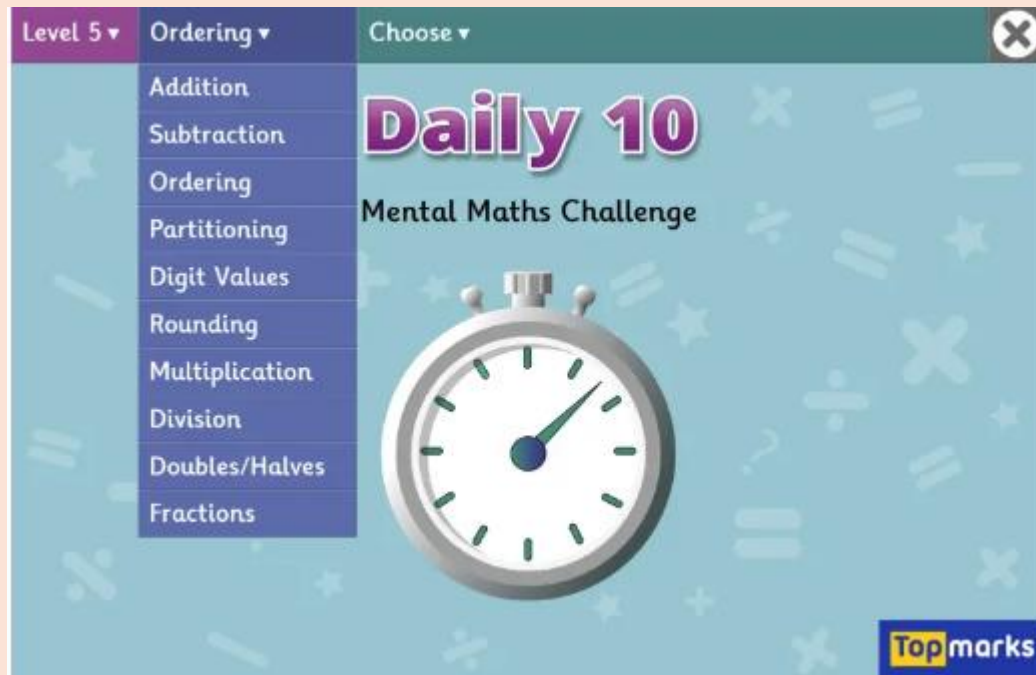 Level 5 ▾ Ordering ▾ Choose ▾
Addition
Subtraction
Ordering
Partitioning
Digit Values
Rounding
Multiplication
Division
Doubles/Halves
Fractions
Daily 10
Mental Maths Challenge
Topmarks